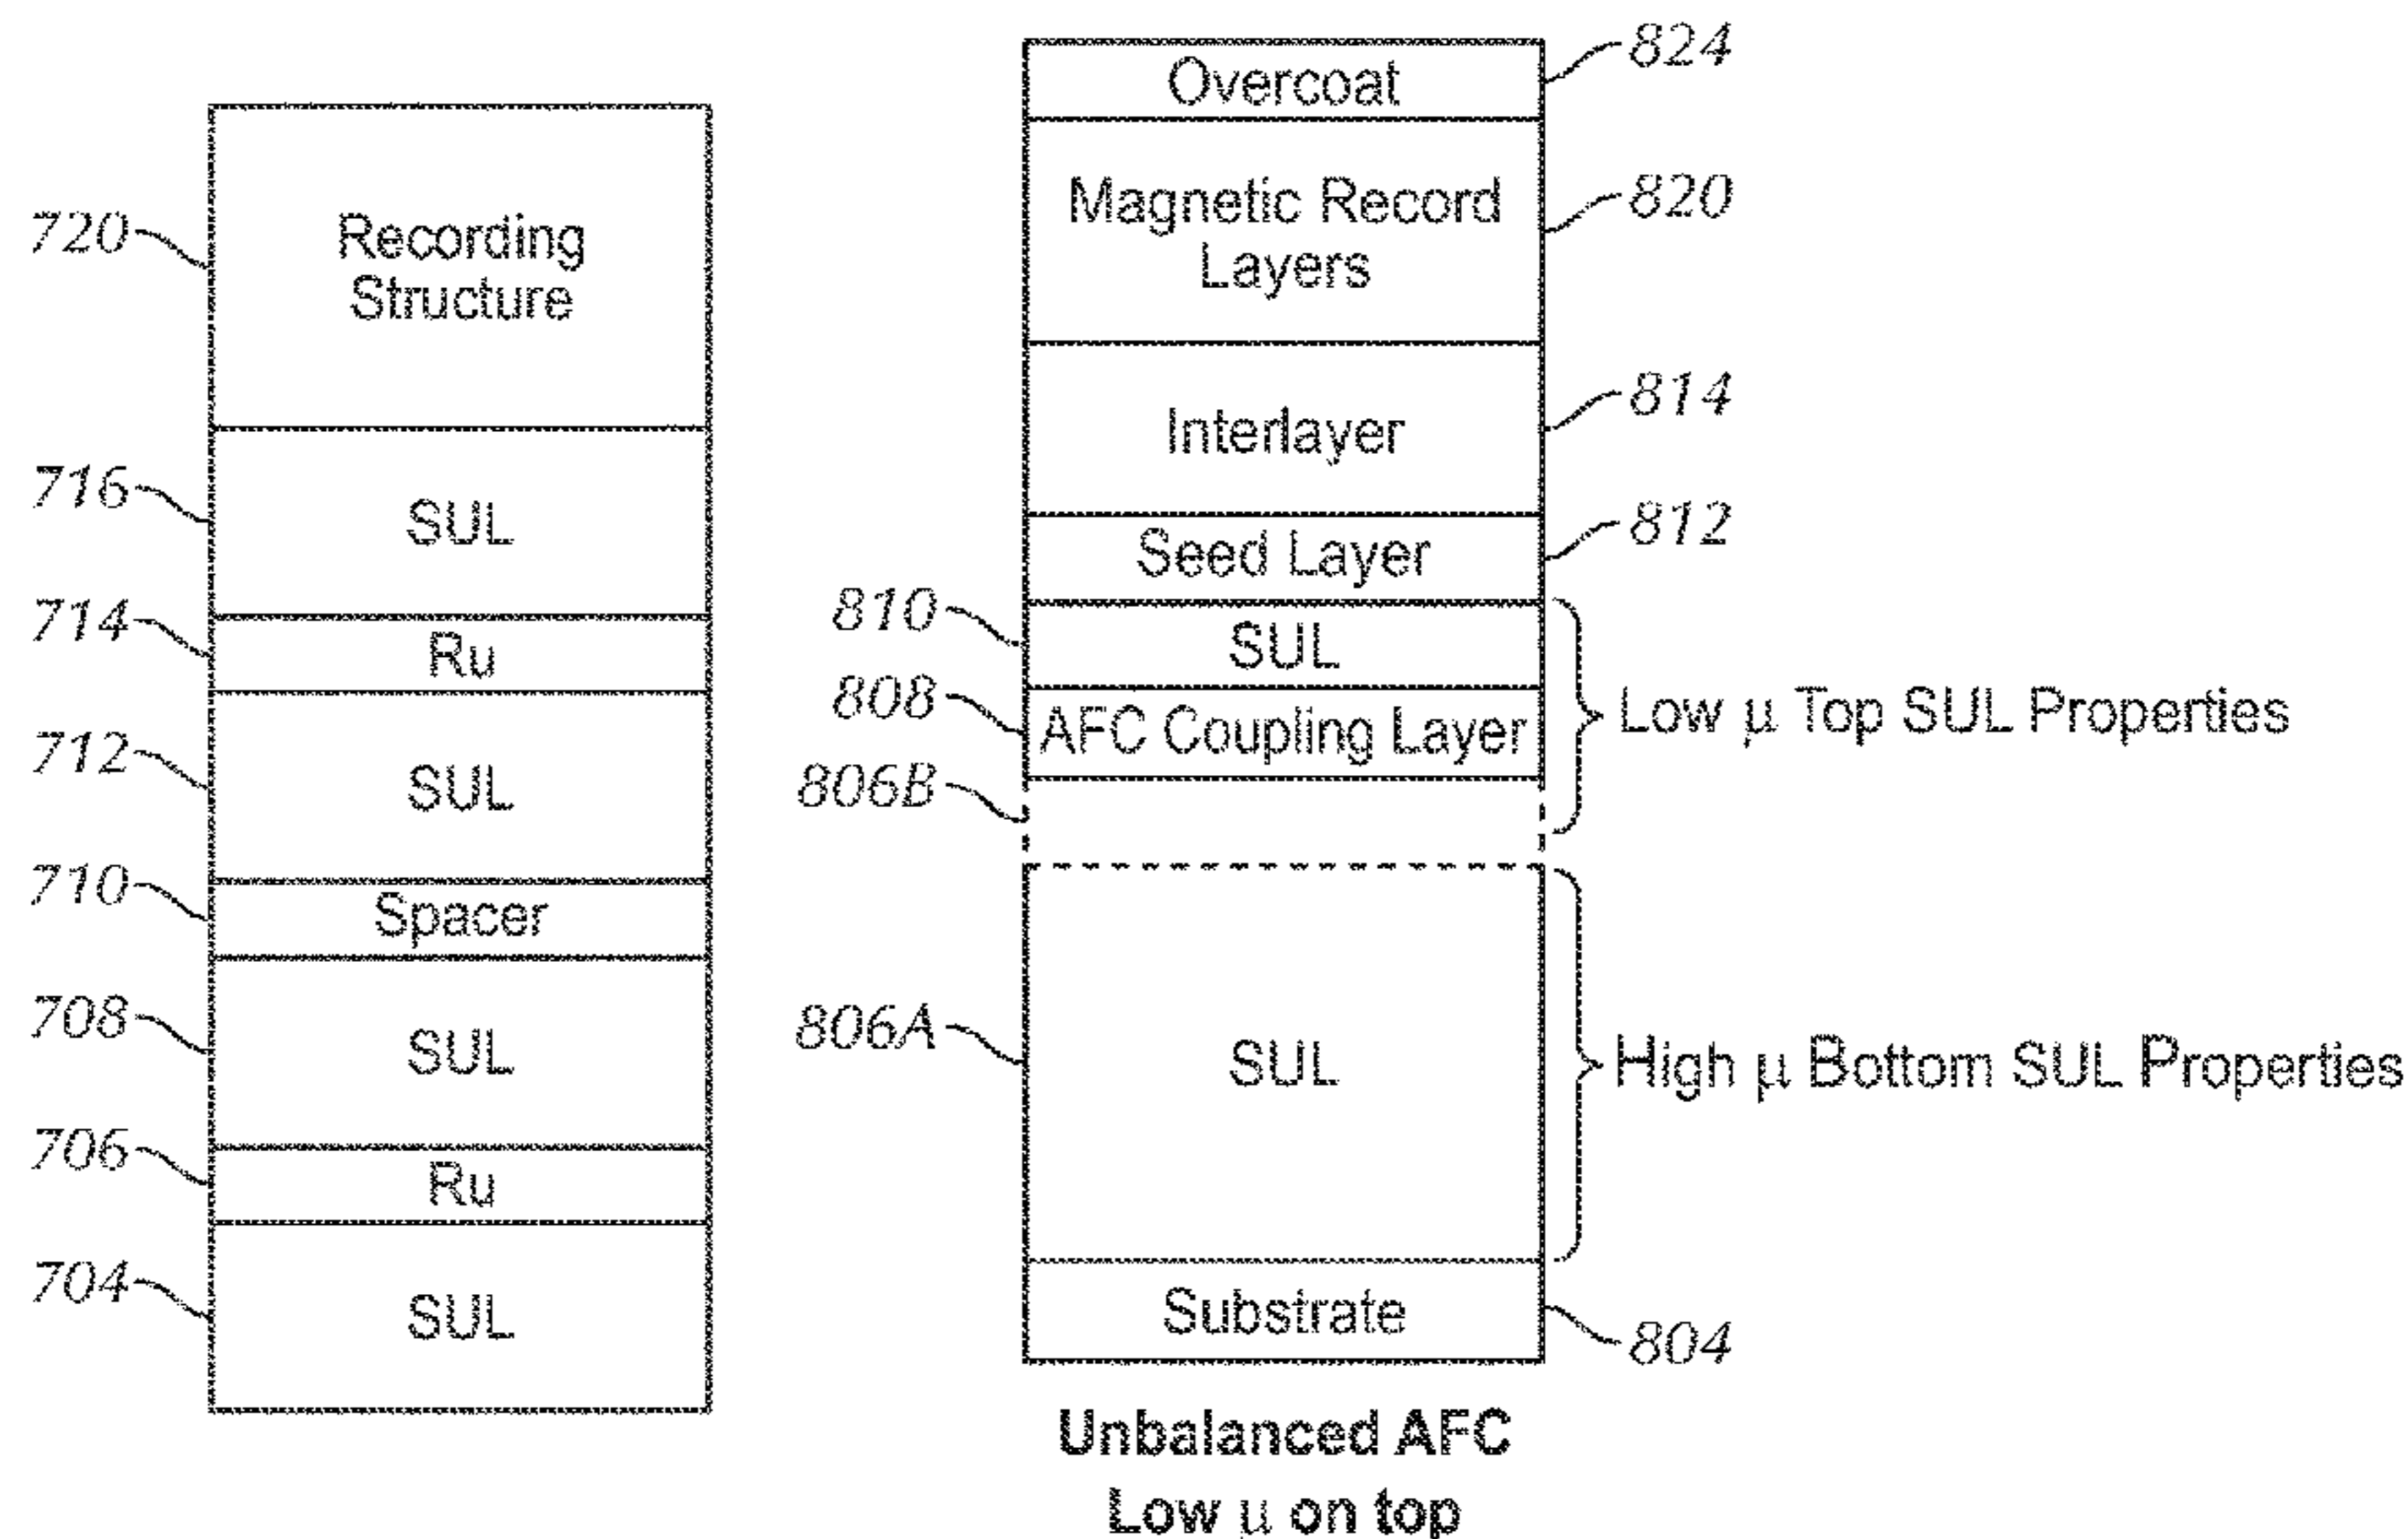 720
Recording
Structure
716
SUL
714
Ru
712
SUL
710
Spacer
708
SUL
706
Ru
704
SUL
Overcoat
824
Magnetic Record
Layers
820
Interlayer
814
Seed Layer
812
810
SUL
808
AFC Coupling Layer
Low μ Top SUL Properties
806B
806A
SUL
High μ Bottom SUL Properties
Substrate
804
Unbalanced AFC
Low μ on top